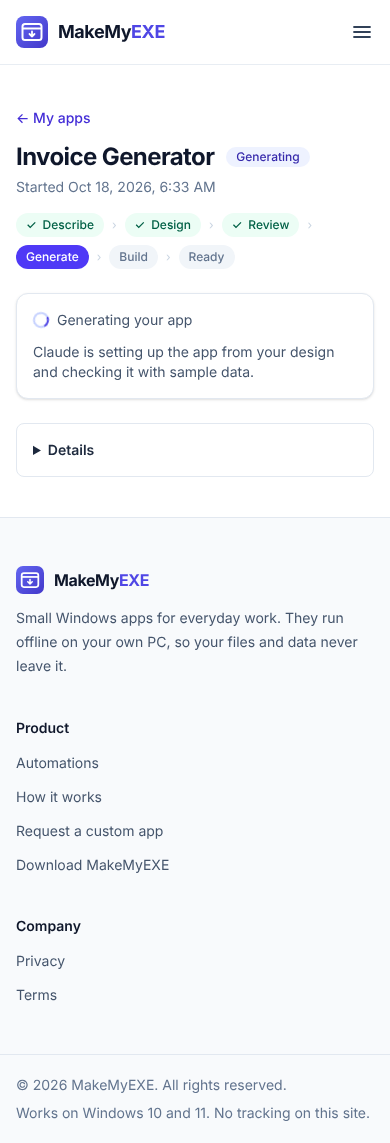 MakeMyEXE
← My apps
Invoice Generator Generating
Started Oct 18, 2026, 6:33 AM
✓ Describe › ✓ Design › ✓ Review ›
Generate › Build › Ready
Generating your app
Claude is setting up the app from your design
and checking it with sample data.
▶ Details
MakeMyEXE
Small Windows apps for everyday work. They run
offline on your own PC, so your files and data never
leave it.
Product
Automations
How it works
Request a custom app
Download MakeMyEXE
Company
Privacy
Terms
© 2026 MakeMyEXE. All rights reserved.
Works on Windows 10 and 11. No tracking on this site.